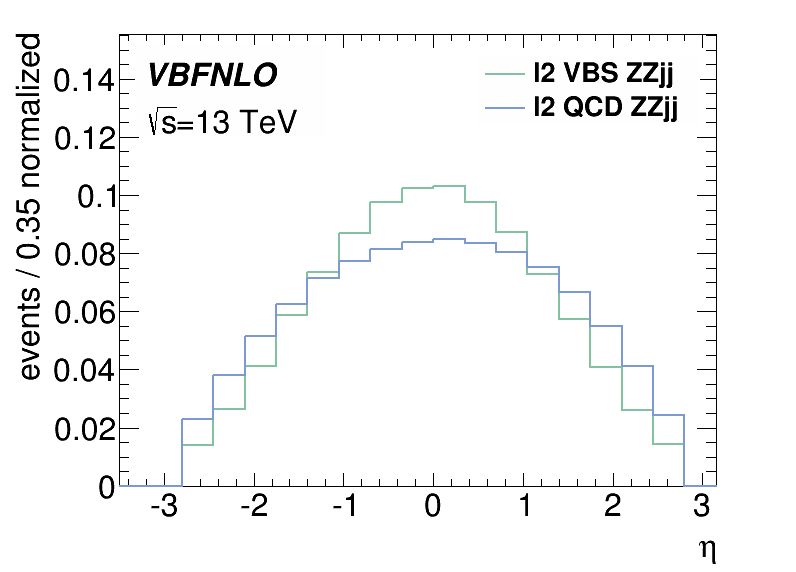 events / 0.35 normalized
0.14
0.12
0.1
0.08
0.06
0.04
0.02
0
VBFNLO
√s=13 TeV
l2 VBS ZZjj
l2 QCD ZZjj
-3 -2 -1 0 1 2 3
η